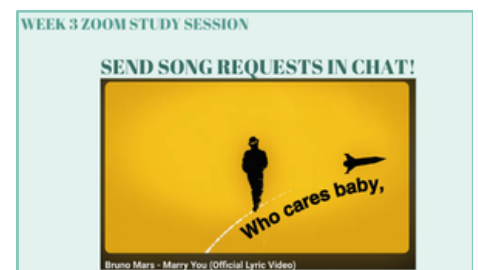 WEEK 3 ZOOM STUDY SESSION
SEND SONG REQUESTS IN CHAT!
Who cares baby,
Bruno Mars - Marry You (Official Lyric Video)